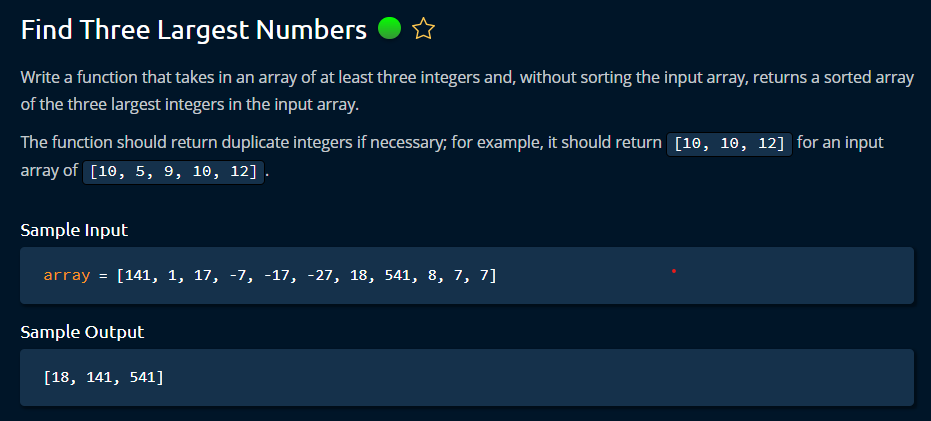 Find Three Largest Numbers
Write a function that takes in an array of at least three integers and, without sorting the input array, returns a sorted array
of the three largest integers in the input array.
The function should return duplicate integers if necessary; for example, it should return [10, 10, 12] for an input
array of [10, 5, 9, 10, 12].
Sample Input
array = [141, 1, 17, -7, -17, -27, 18, 541, 8, 7, 7]
Sample Output
[18, 141, 541]